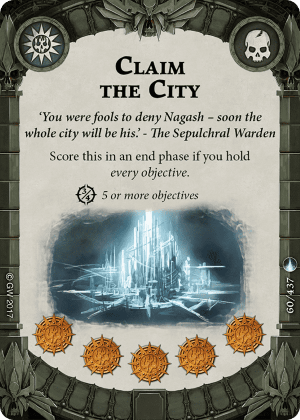 CLAIM
THE CITY
‘You were fools to deny Nagash – soon the
whole city will be his.’ - The Sepulchral Warden
Score this in an end phase if you hold
every objective.
3/4 5 or more objectives
© GW 2017
60/437